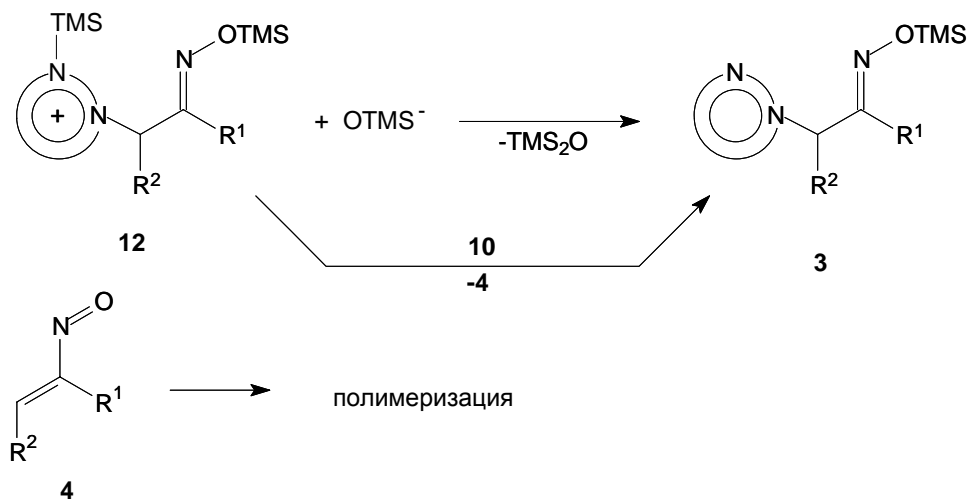 TMS
N
N
+
R²
N
OTMS
R¹
12
+ OTMS⁻
-TMS₂O
10
-4
N
N
R²
N
OTMS
R¹
3
O
N
R¹
R²
4
полимеризация